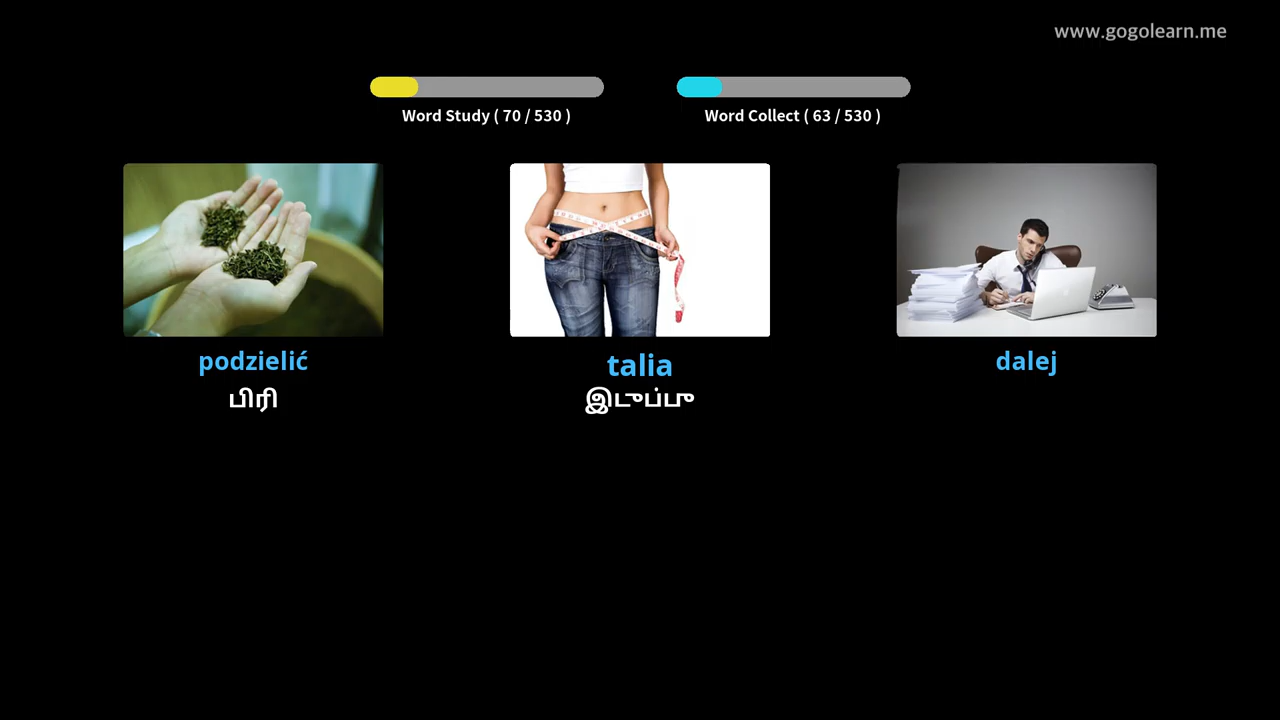 www.gogolearn.me
Word Study ( 70 / 530 )
Word Collect ( 63 / 530 )
podzielić
பிரி
talia
இடுப்பு
dalej